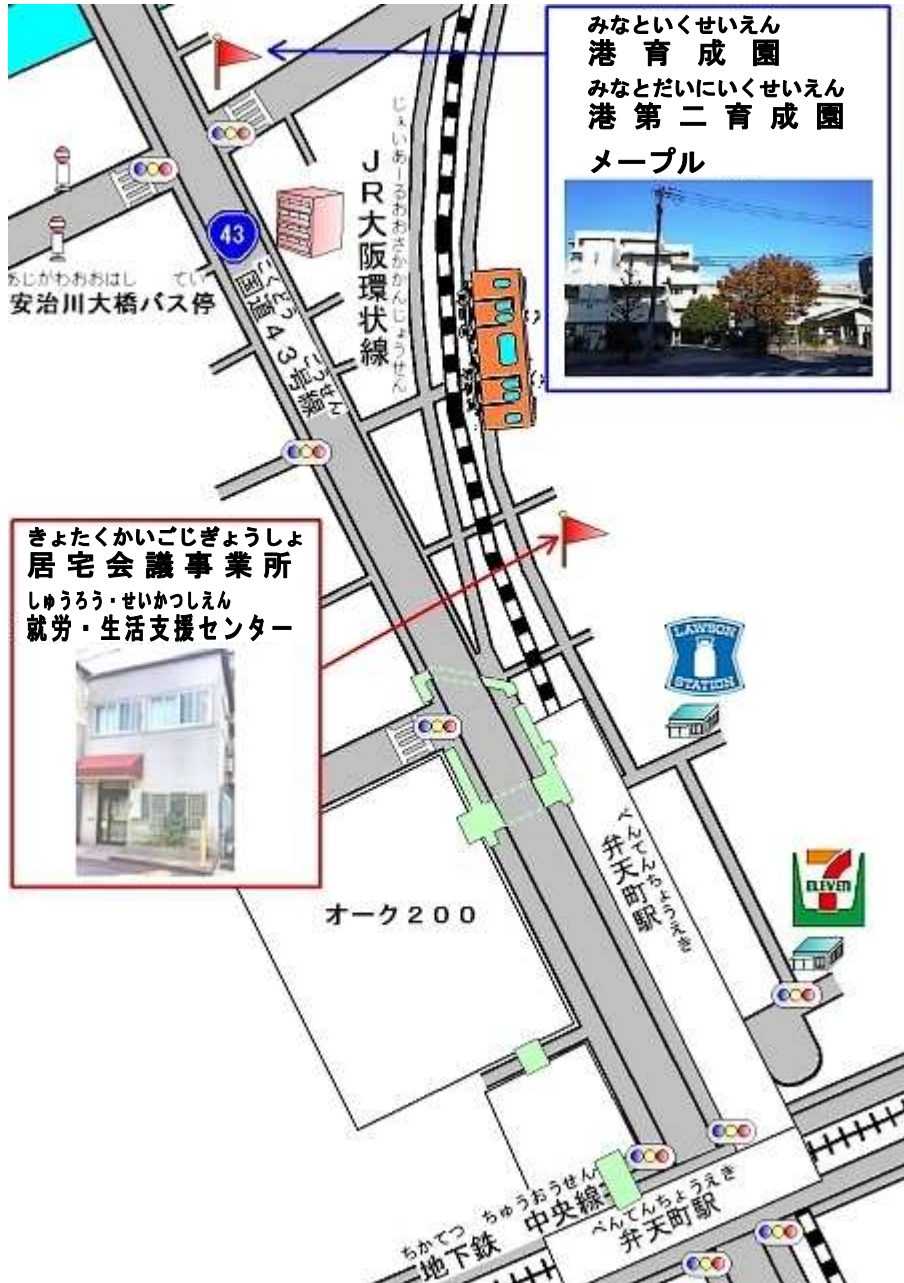 みなといくせいえん
港育成園
みなとだいにいくせいえん
港第二育成園
メープル
じぇいあーるおおさかかんじょうせん
JR大阪環状線
43
あじがわおおはし てい
安治川大橋バス停
こくどう ごうせん
国道43号線
きょたくかいごじぎょうしょ
居宅会議事業所
しゅうろう・せいかつしえん
就労・生活支援センター
LAWSON
STATION
べんてんちょうえき
弁天町駅
7
ELEVEN
オーク200
ちかてつ ちゅうおうせん
地下鉄 中央線
べんてんちょうえき
弁天町駅